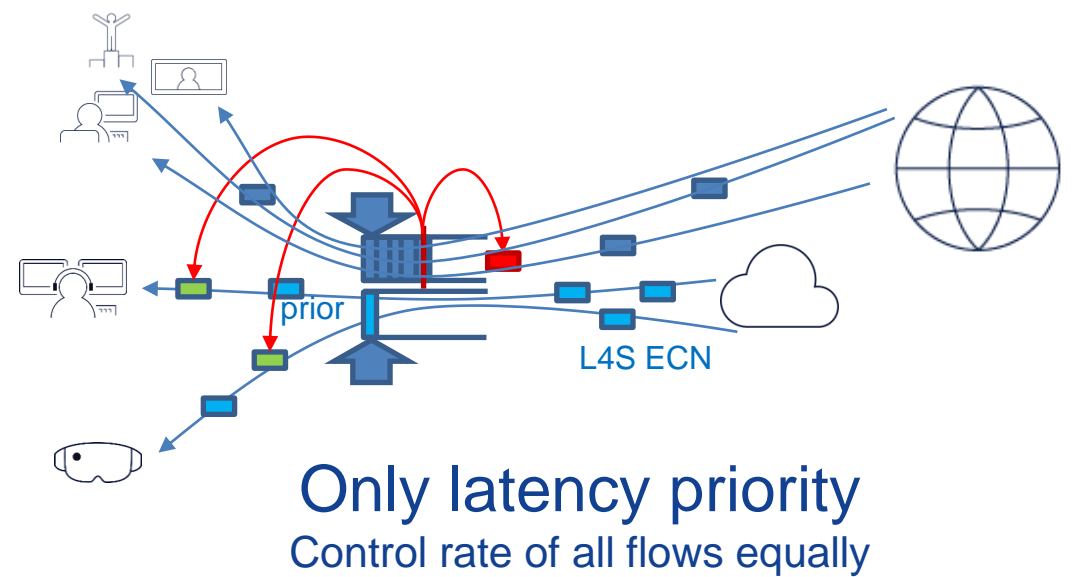 prior
L4S ECN
Only latency priority
Control rate of all flows equally